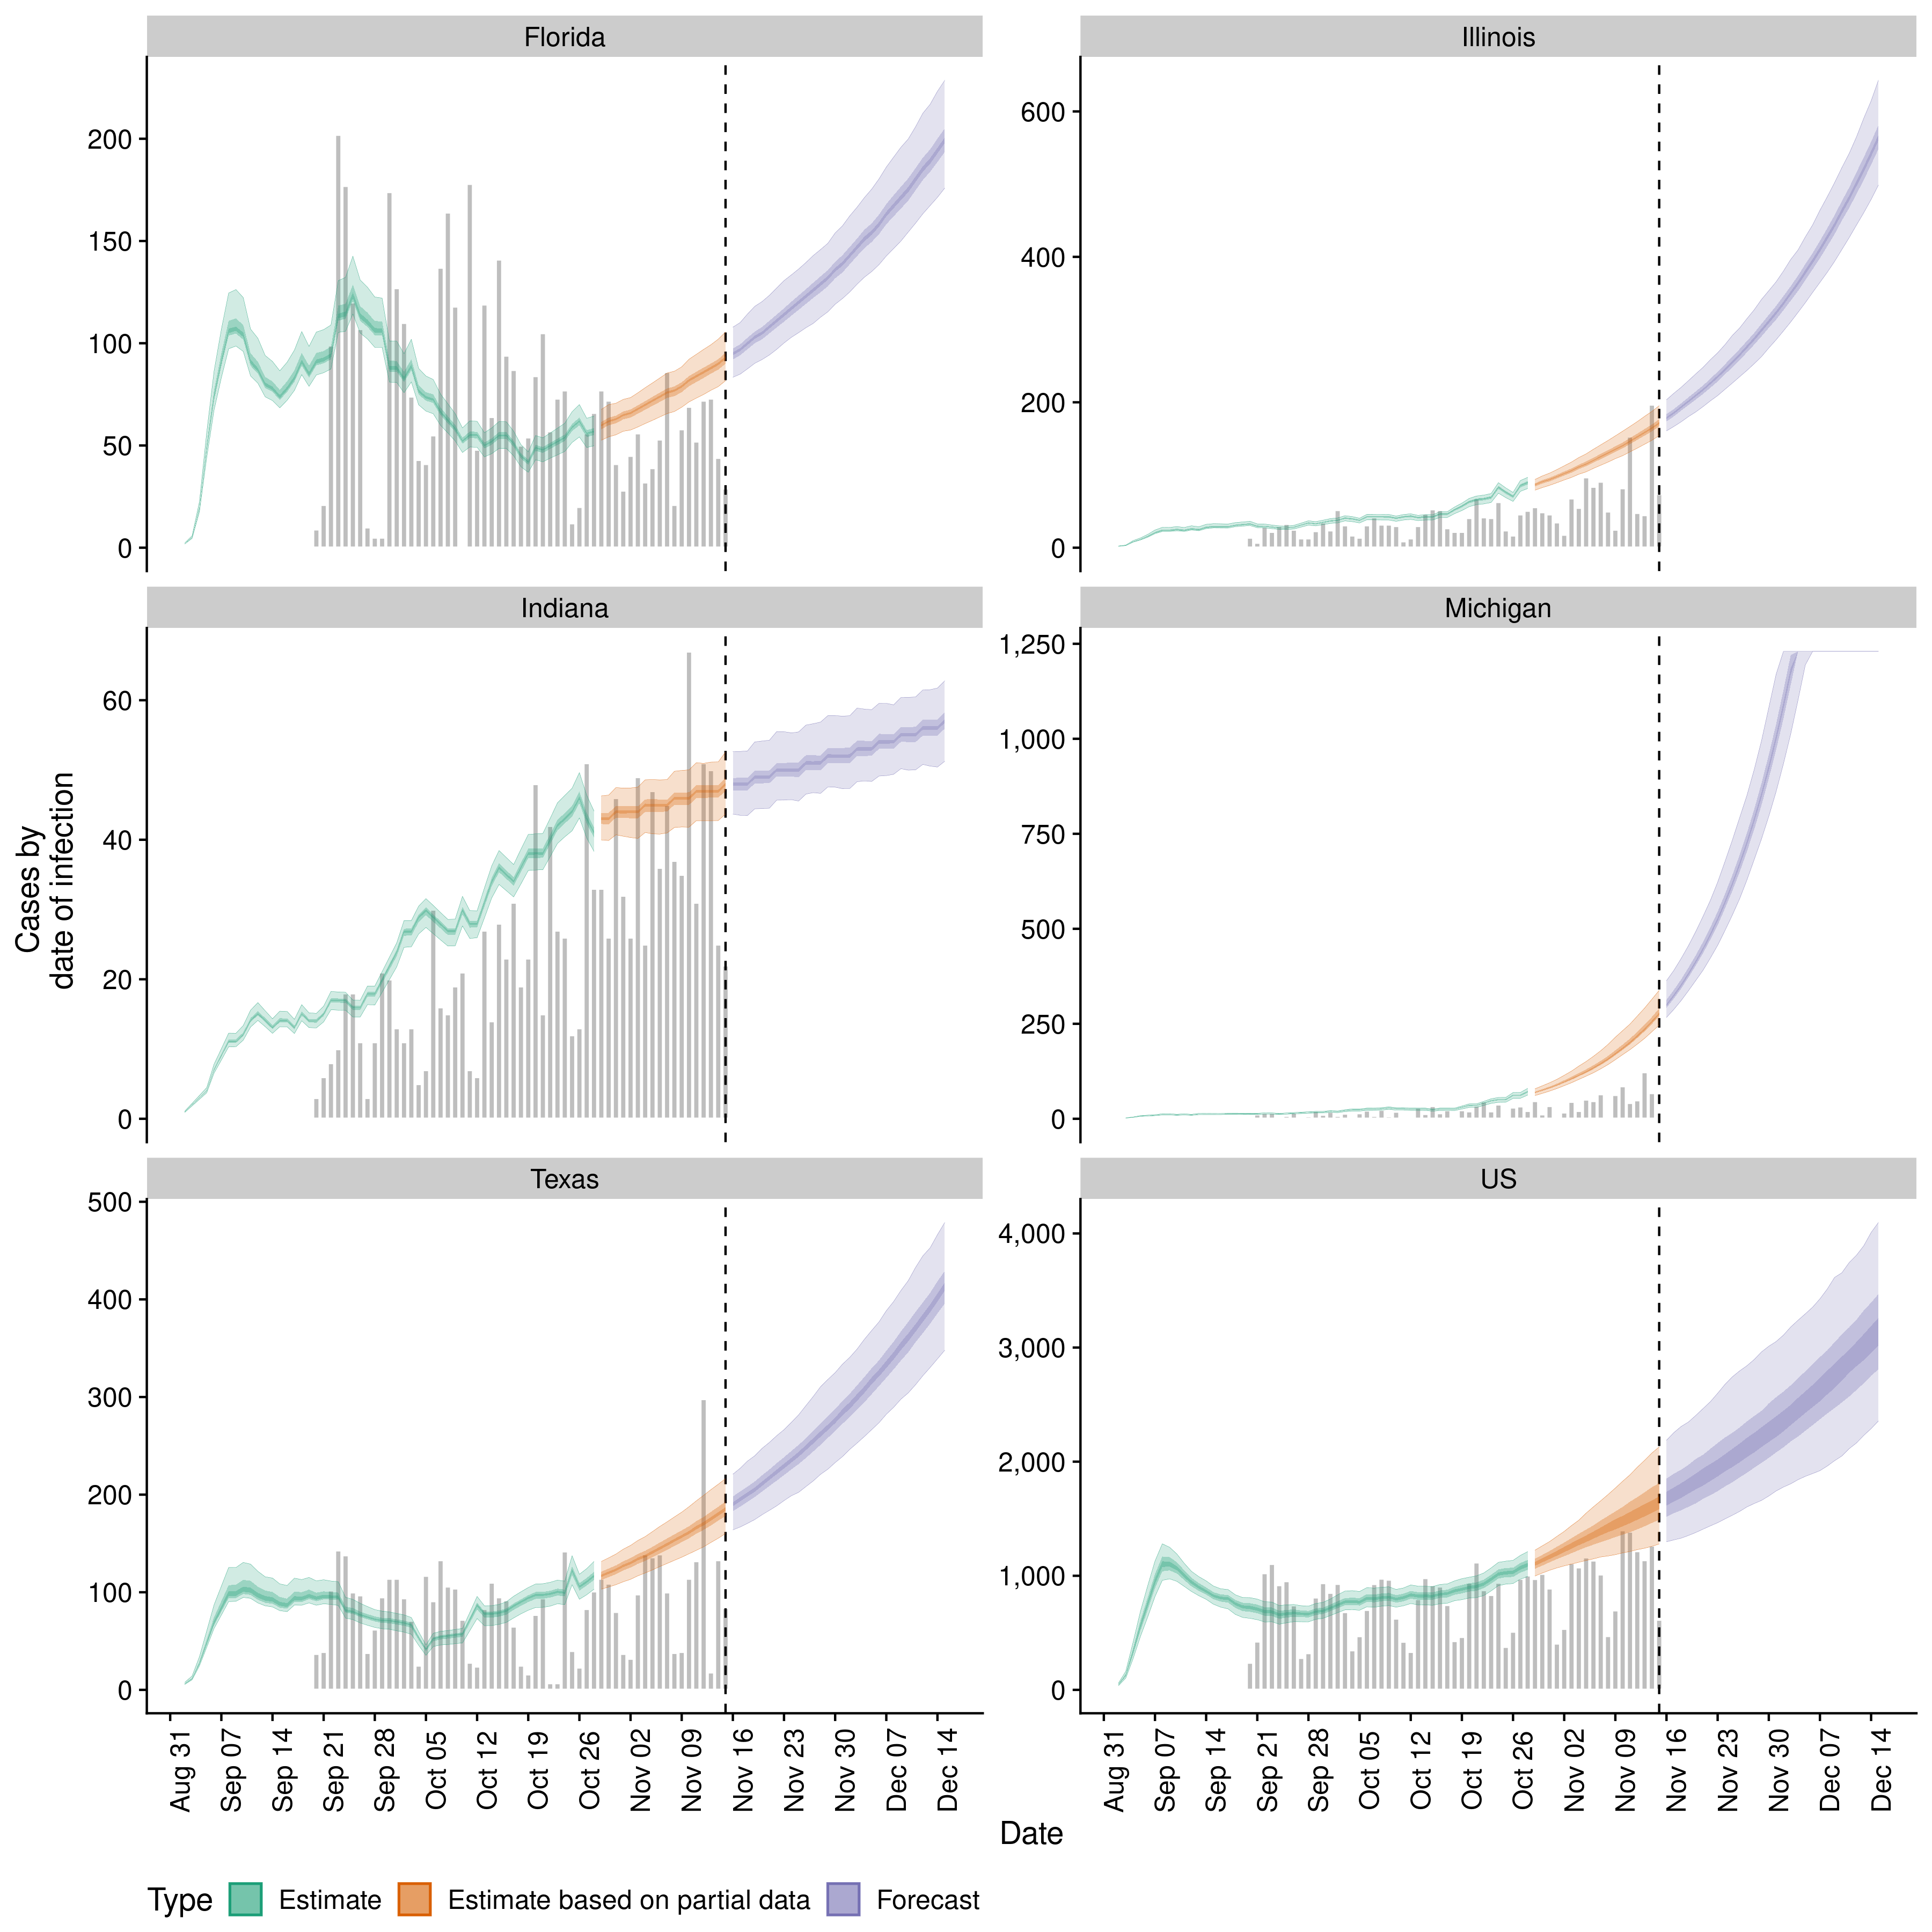 Florida
Illinois
200
150
100
50
0
600
400
200
0
Indiana
Michigan
60
40
20
0
1,250
1,000
750
500
250
0
Texas
US
500
400
300
200
100
0
4,000
3,000
2,000
1,000
0
Cases by
date of infection
Aug 31
Sep 07
Sep 14
Sep 21
Sep 28
Oct 05
Oct 12
Oct 19
Oct 26
Nov 02
Nov 09
Nov 16
Nov 23
Nov 30
Dec 07
Dec 14
Aug 31
Sep 07
Sep 14
Sep 21
Sep 28
Oct 05
Oct 12
Oct 19
Oct 26
Nov 02
Nov 09
Nov 16
Nov 23
Nov 30
Dec 07
Dec 14
Date
Type Estimate Estimate based on partial data Forecast